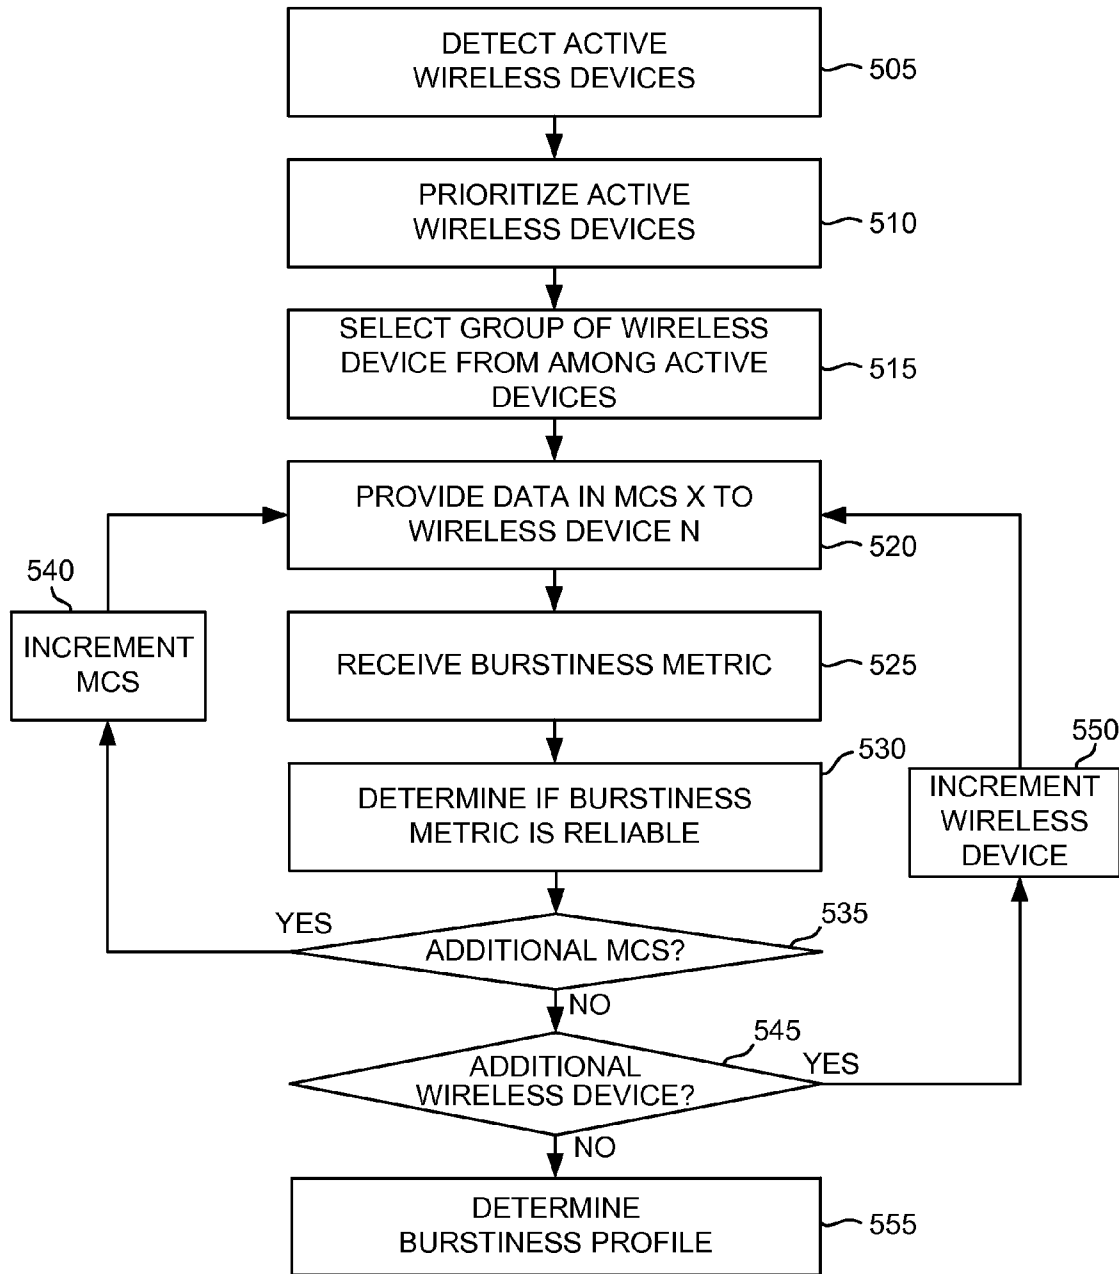 DETECT ACTIVE
WIRELESS DEVICES
505
PRIORITIZE ACTIVE
WIRELESS DEVICES
510
SELECT GROUP OF WIRELESS
DEVICE FROM AMONG ACTIVE
DEVICES
515
PROVIDE DATA IN MCS X TO
WIRELESS DEVICE N
520
540
INCREMENT
MCS
RECEIVE BURSTINESS METRIC
525
530
DETERMINE IF BURSTINESS
METRIC IS RELIABLE
550
INCREMENT
WIRELESS
DEVICE
YES
ADDITIONAL MCS?
535
NO
545
ADDITIONAL
WIRELESS DEVICE?
YES
NO
DETERMINE
BURSTINESS PROFILE
555